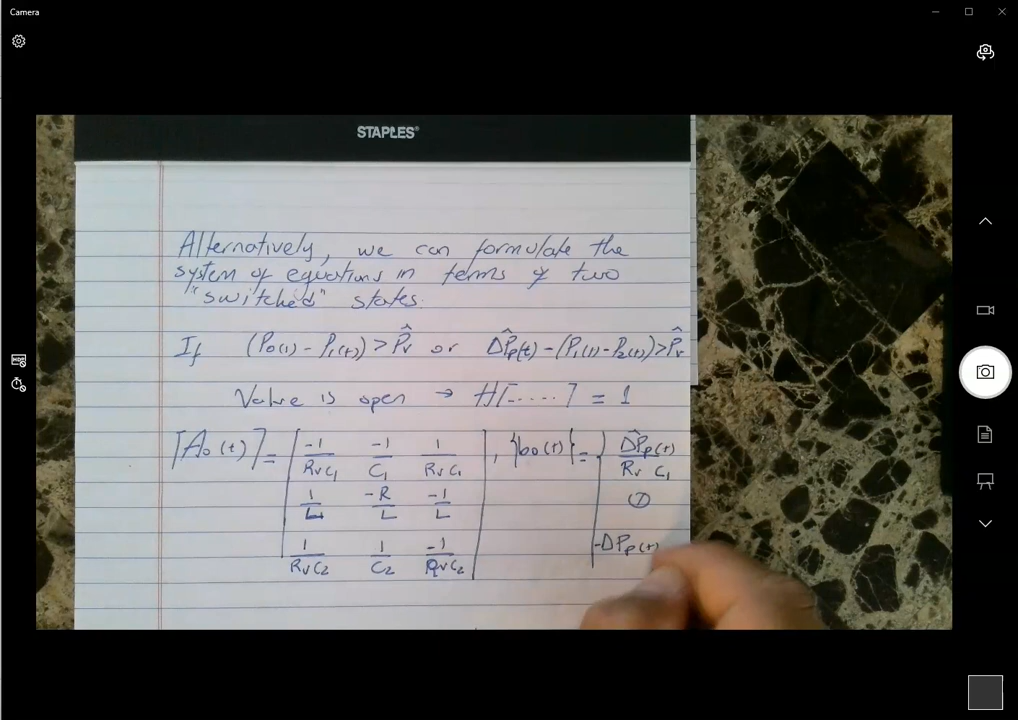 Camera
STAPLES
Alternatively, we can formulate the
system of equations in terms of two
"switched" states.
If (P0(t) - P1(t)) > P̂v or ΔP̂p(t) - (P1(t) - P2(t)) > P̂v
Valve is open → H[.....] = 1
[A0(t)] = [ -1/(RvC1) -1/C1 1/(RvC1) ], {b0(t)} = { ΔP̂p(t)/(Rv C1)
1/L -R/L -1/L 0
1/(RvC2) 1/C2 -1/(RvC2) -ΔPp(t)